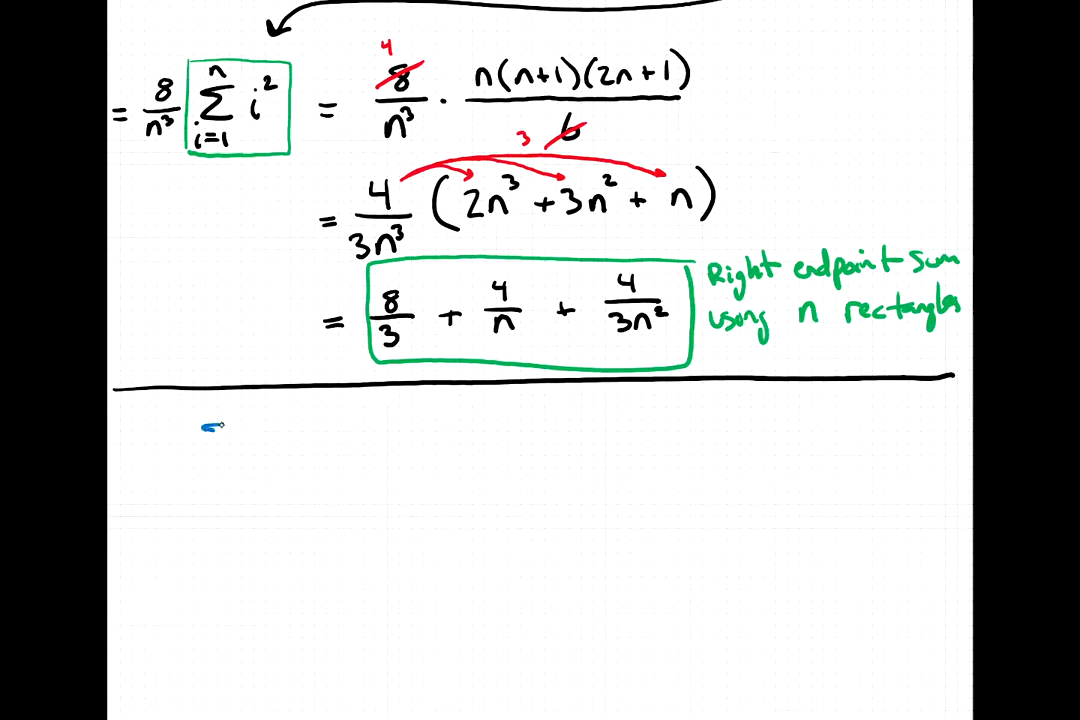 = 8/n³ ∑_{i=1}^{n} i² = 8/n³ · n(n+1)(2n+1)/6
4
3
= 4/3n³ (2n³ + 3n² + n)
= 8/3 + 4/n + 4/3n²
Right endpoint sum
using n rectangles